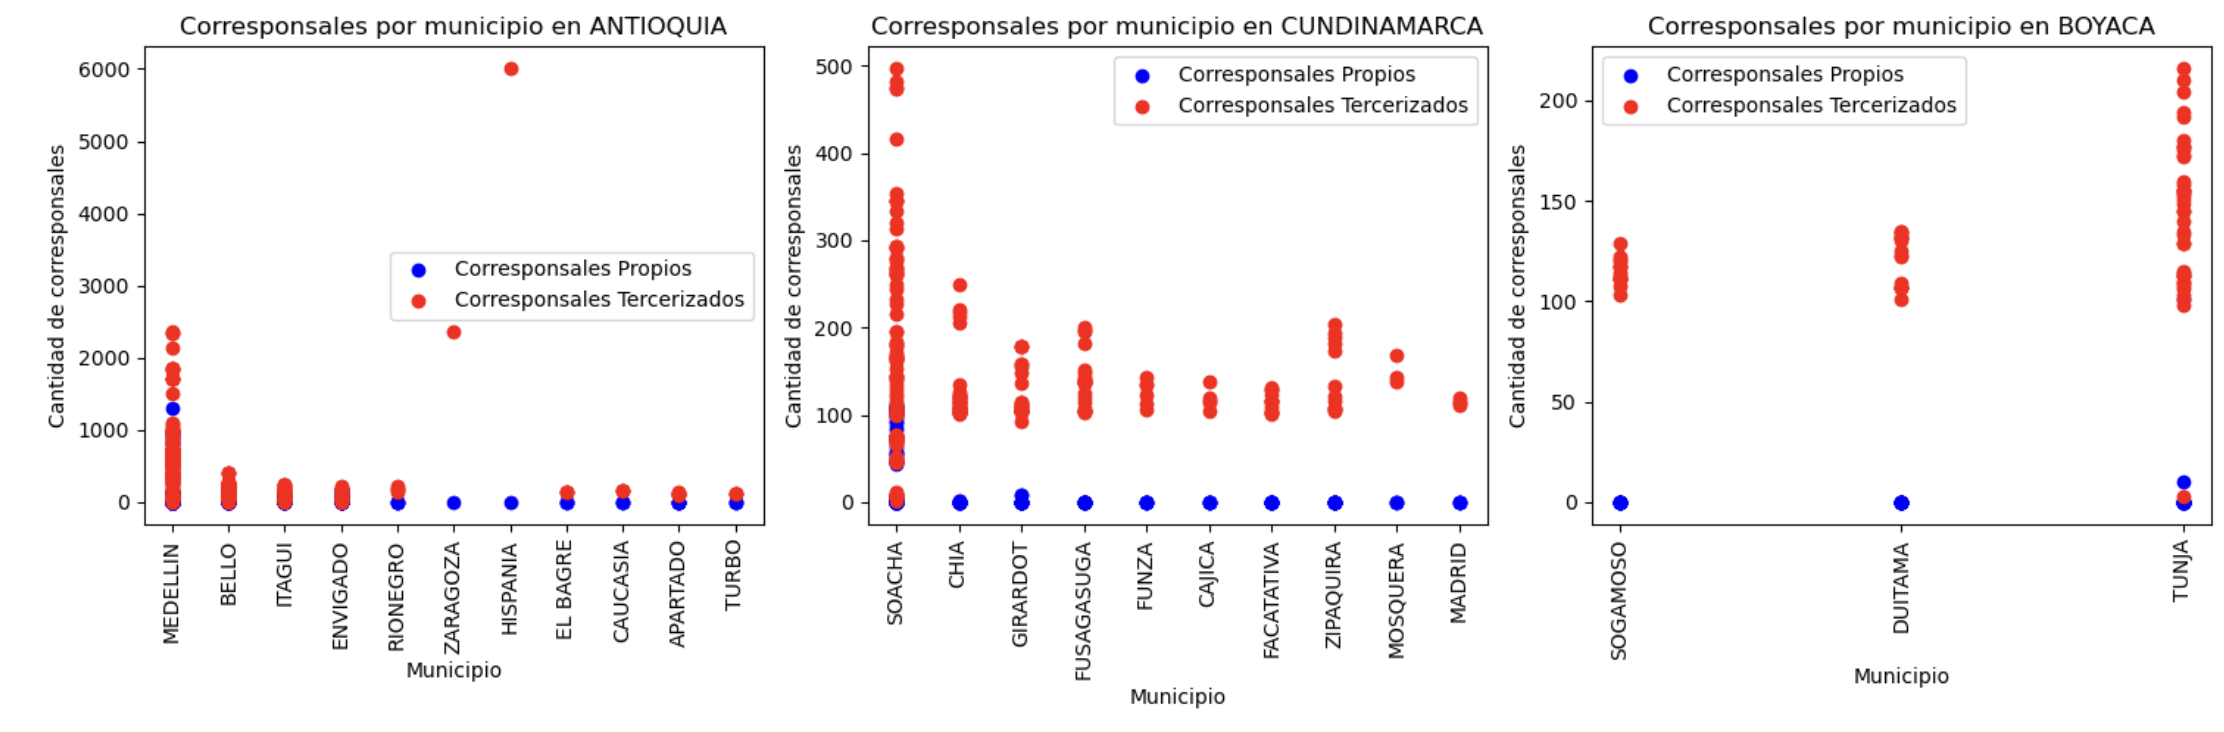 Corresponsales por municipio en ANTIOQUIA
Cantidad de corresponsales
6000
5000
4000
3000
2000
1000
0
Corresponsales Propios
Corresponsales Tercerizados
MEDELLIN
BELLO
ITAGUI
ENVIGADO
RIONEGRO
ZARAGOZA
HISPANIA
EL BAGRE
CAUCASIA
APARTADO
TURBO
Municipio
Corresponsales por municipio en CUNDINAMARCA
Cantidad de corresponsales
500
400
300
200
100
0
Corresponsales Propios
Corresponsales Tercerizados
SOACHA
CHIA
GIRARDOT
FUSAGASUGA
FUNZA
CAJICA
FACATATIVA
ZIPAQUIRA
MOSQUERA
MADRID
Municipio
Corresponsales por municipio en BOYACA
Cantidad de corresponsales
200
150
100
50
0
Corresponsales Propios
Corresponsales Tercerizados
SOGAMOSO
DUITAMA
TUNJA
Municipio